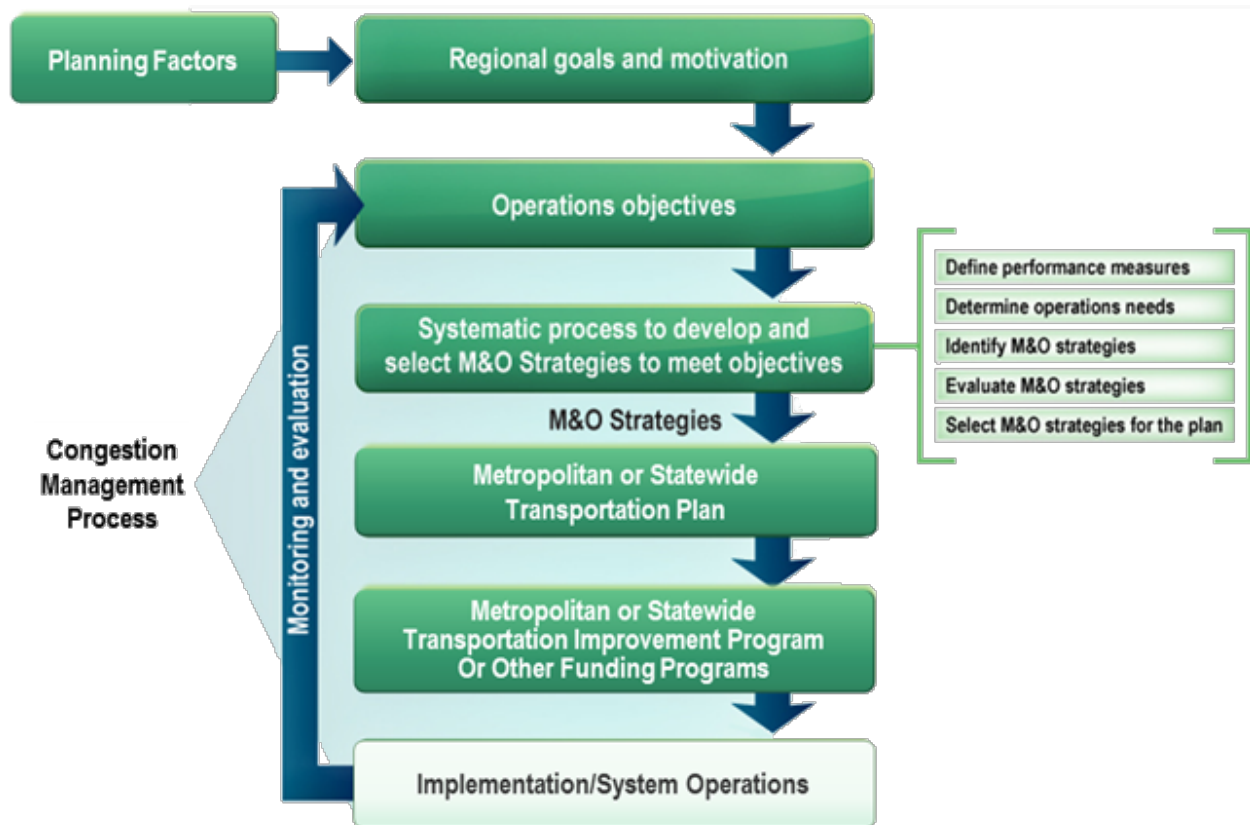 Planning Factors
Regional goals and motivation
Operations objectives
Define performance measures
Determine operations needs
Identify M&O strategies
Evaluate M&O strategies
Select M&O strategies for the plan
Systematic process to develop and
select M&O Strategies to meet objectives
M&O Strategies
Congestion
Management
Process
Monitoring and evaluation
Metropolitan or Statewide
Transportation Plan
Metropolitan or Statewide
Transportation Improvement Program
Or Other Funding Programs
Implementation/System Operations